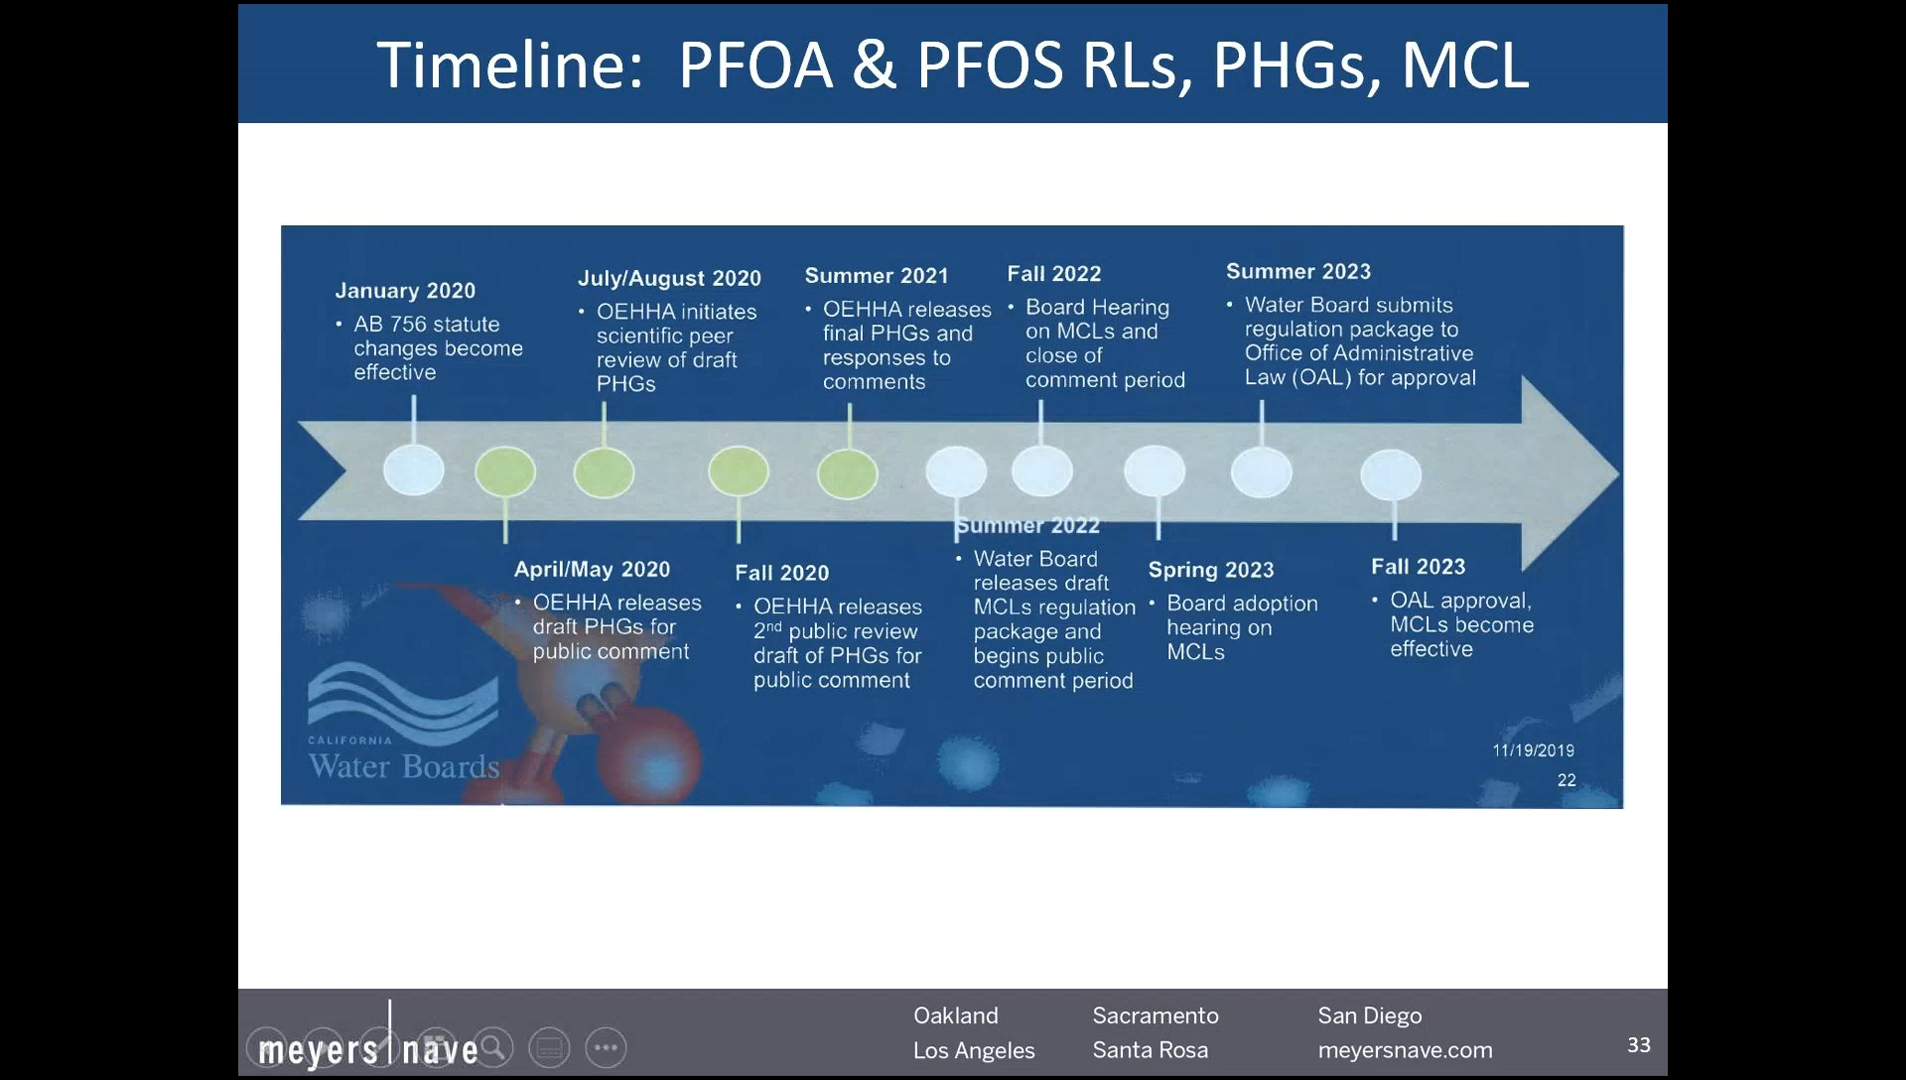 Timeline: PFOA & PFOS RLs, PHGs, MCL
January 2020
• AB 756 statute
changes become
effective
July/August 2020
• OEHHA initiates
scientific peer
review of draft
PHGs
Summer 2021
• OEHHA releases
final PHGs and
responses to
comments
Fall 2022
• Board Hearing
on MCLs and
close of
comment period
Summer 2023
• Water Board submits
regulation package to
Office of Administrative
Law (OAL) for approval
April/May 2020
• OEHHA releases
draft PHGs for
public comment
Fall 2020
• OEHHA releases
2nd public review
draft of PHGs for
public comment
Summer 2022
• Water Board
releases draft
MCLs regulation
package and
begins public
comment period
Spring 2023
• Board adoption
hearing on
MCLs
Fall 2023
• OAL approval,
MCLs become
effective
CALIFORNIA
Water Boards
11/19/2019
22
meyers nave
Oakland
Los Angeles
Sacramento
Santa Rosa
San Diego
meyersnave.com
33